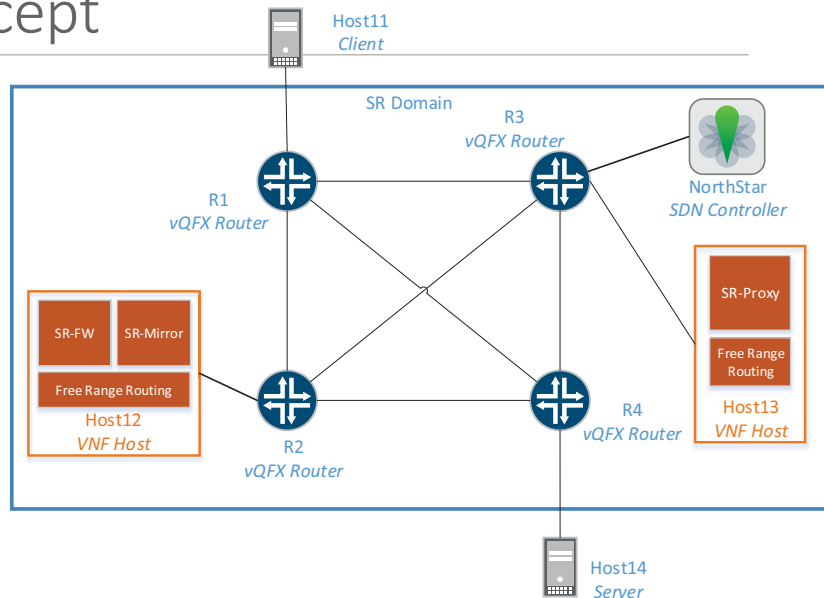 cept
Host11
Client
SR Domain
R3
vQFX Router
R1
vQFX Router
NorthStar
SDN Controller
SR-Proxy
SR-FW
SR-Mirror
Free Range
Routing
Free Range Routing
Host12
VNF Host
R2
vQFX Router
R4
vQFX Router
Host13
VNF Host
Host14
Server